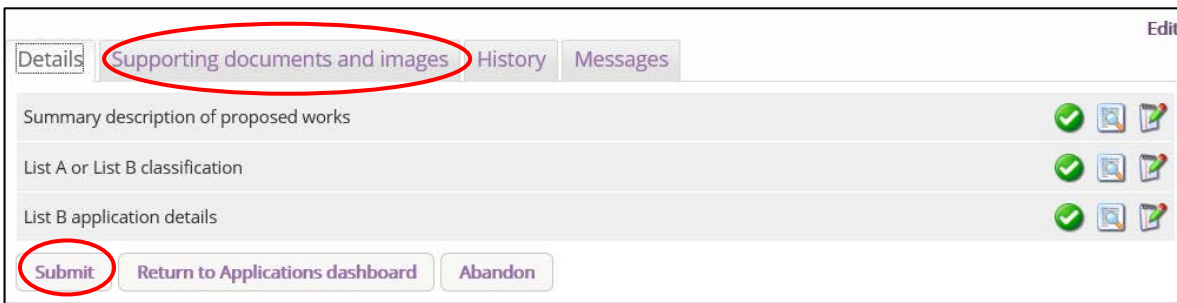 Edit
Details Supporting documents and images History Messages
Summary description of proposed works
List A or List B classification
List B application details
Submit Return to Applications dashboard Abandon